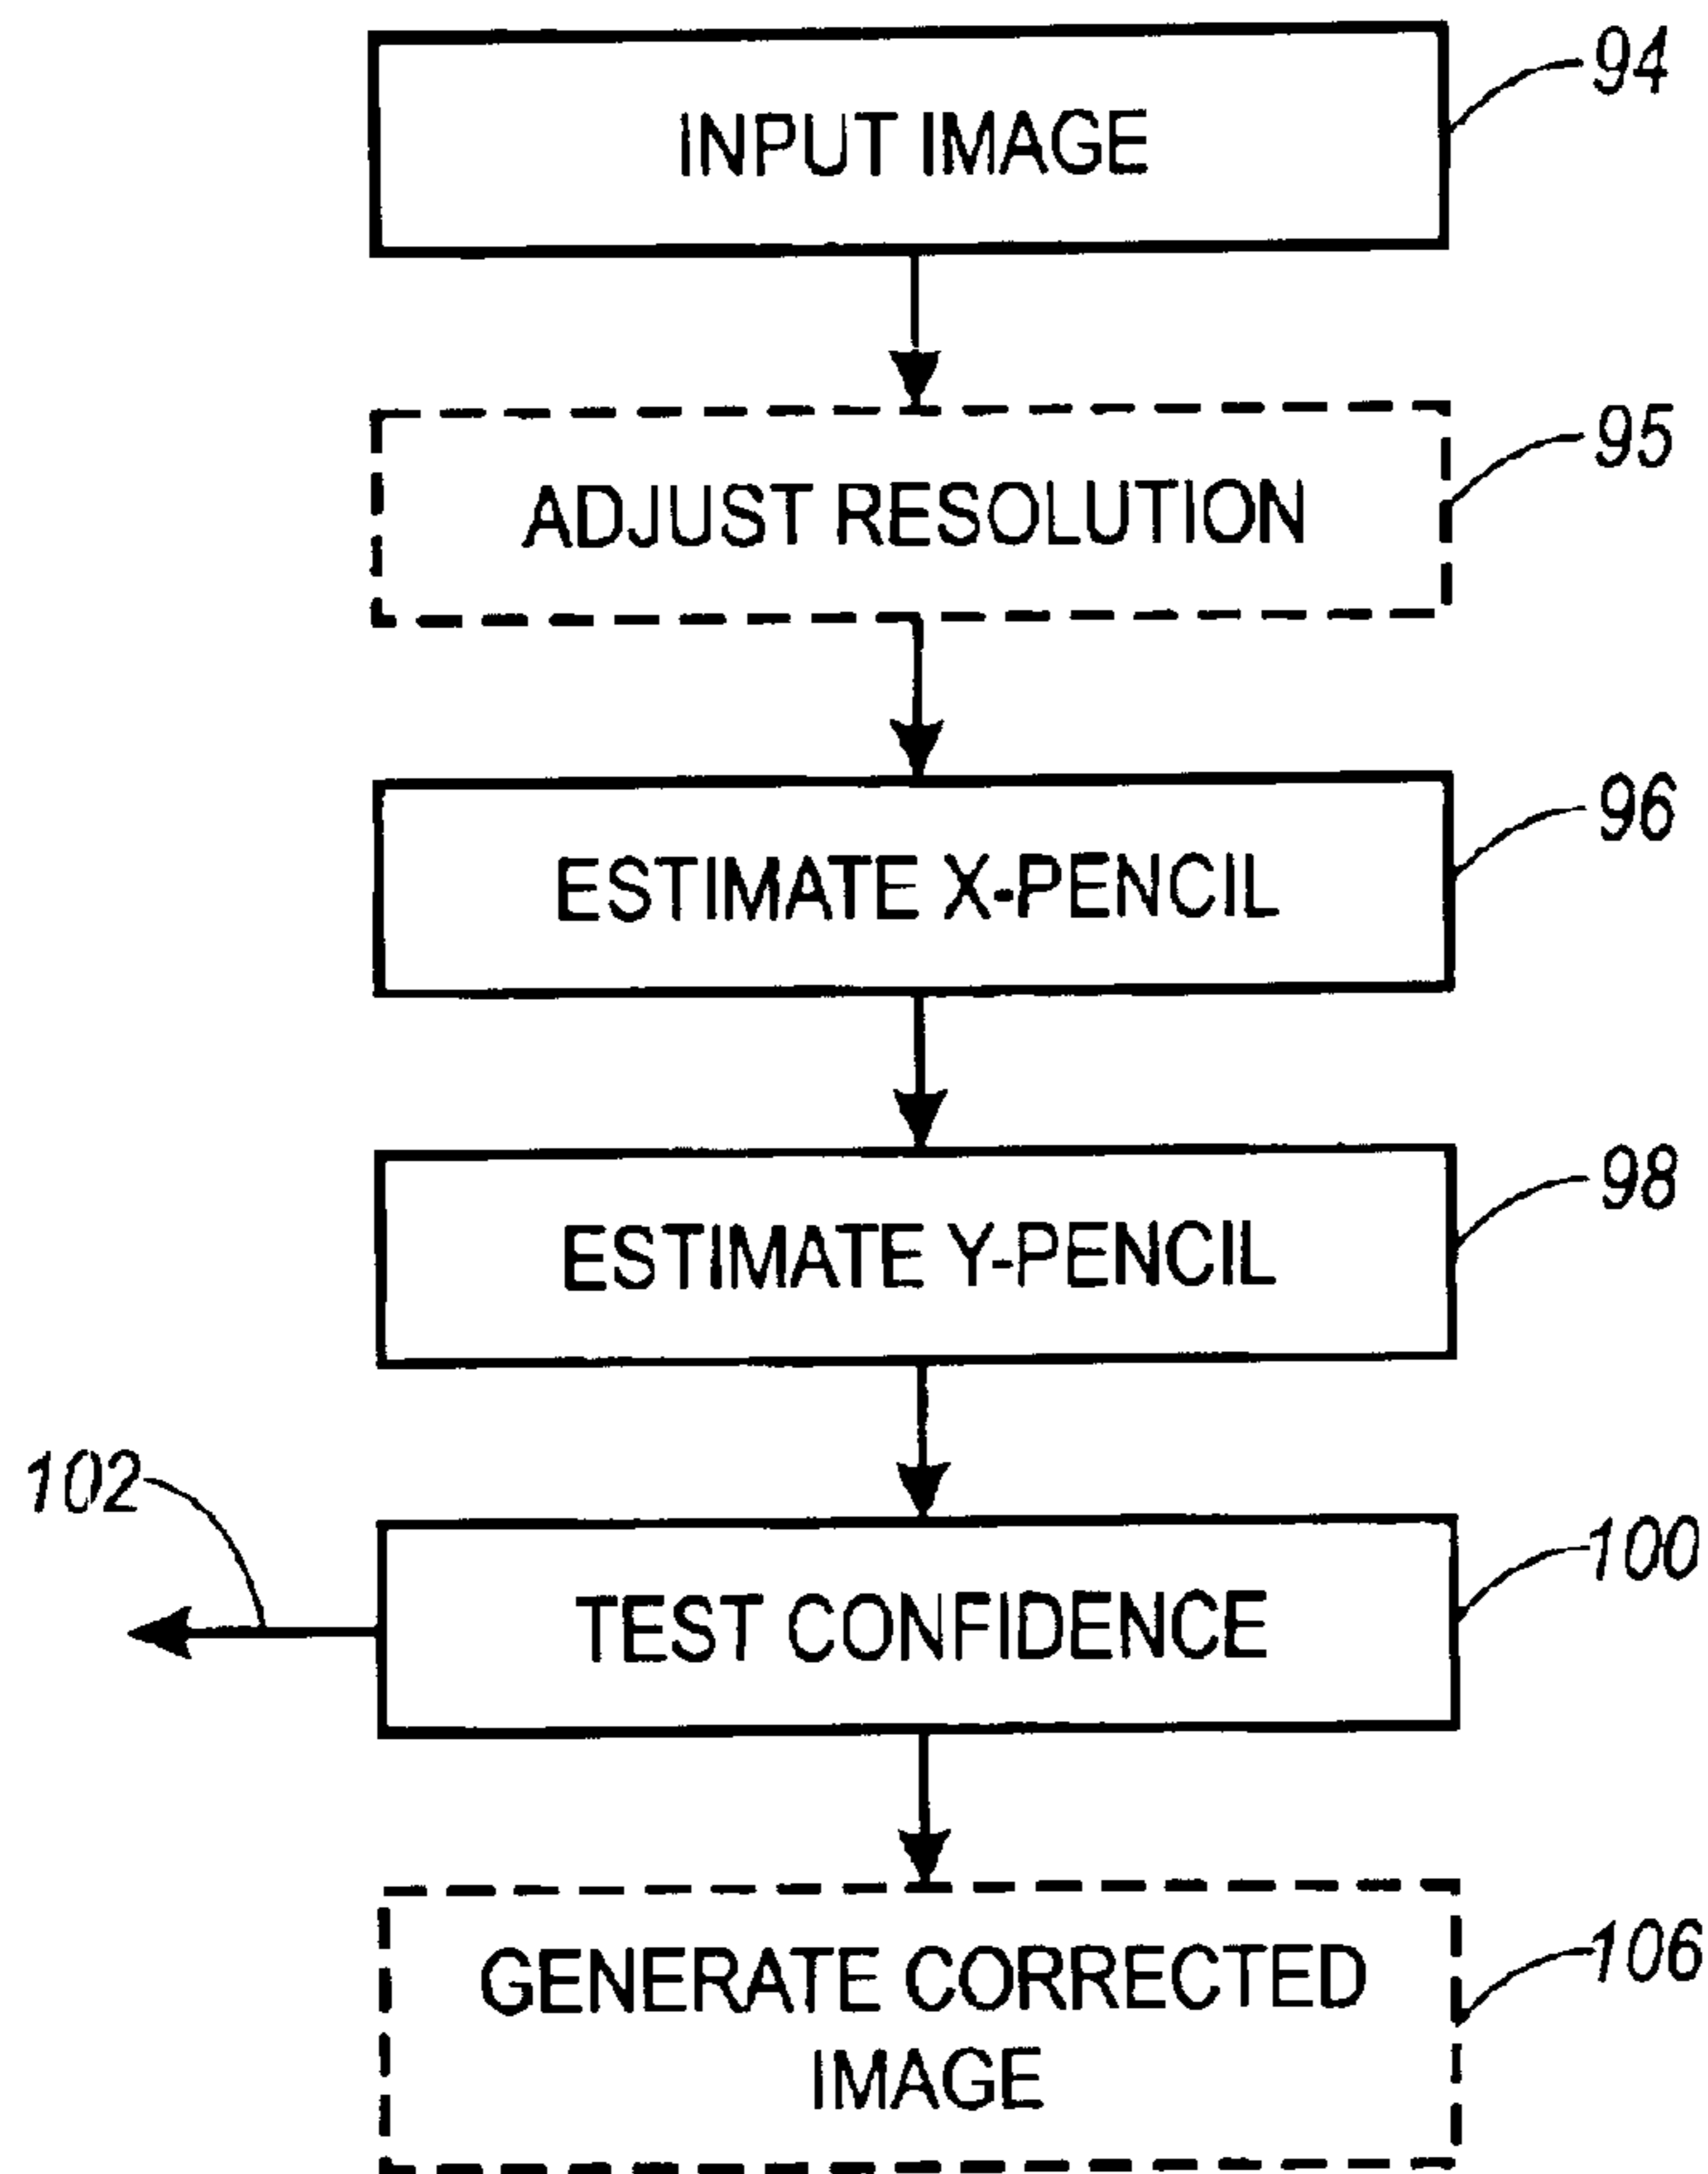 INPUT IMAGE
94
ADJUST RESOLUTION
95
ESTIMATE X-PENCIL
96
ESTIMATE Y-PENCIL
98
102
TEST CONFIDENCE
100
GENERATE CORRECTED
IMAGE
106